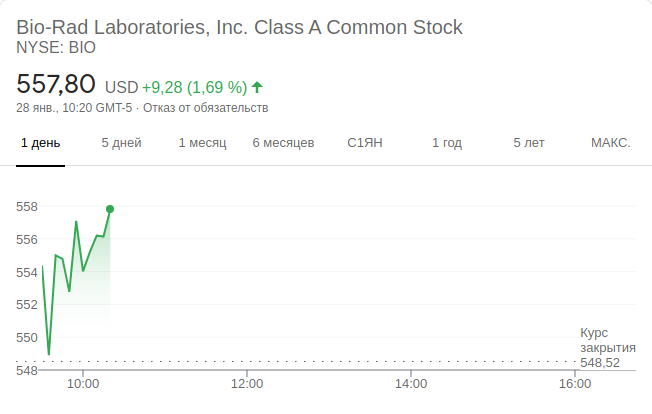 Bio-Rad Laboratories, Inc. Class A Common Stock
NYSE: BIO
557,80 USD +9,28 (1,69 %)
28 янв., 10:20 GMT-5 · Отказ от обязательств
1 день 5 дней 1 месяц 6 месяцев С1ЯН 1 год 5 лет МАКС.
558
556
554
552
550
Курс
закрытия
548,52
548
10:00 12:00 14:00 16:00